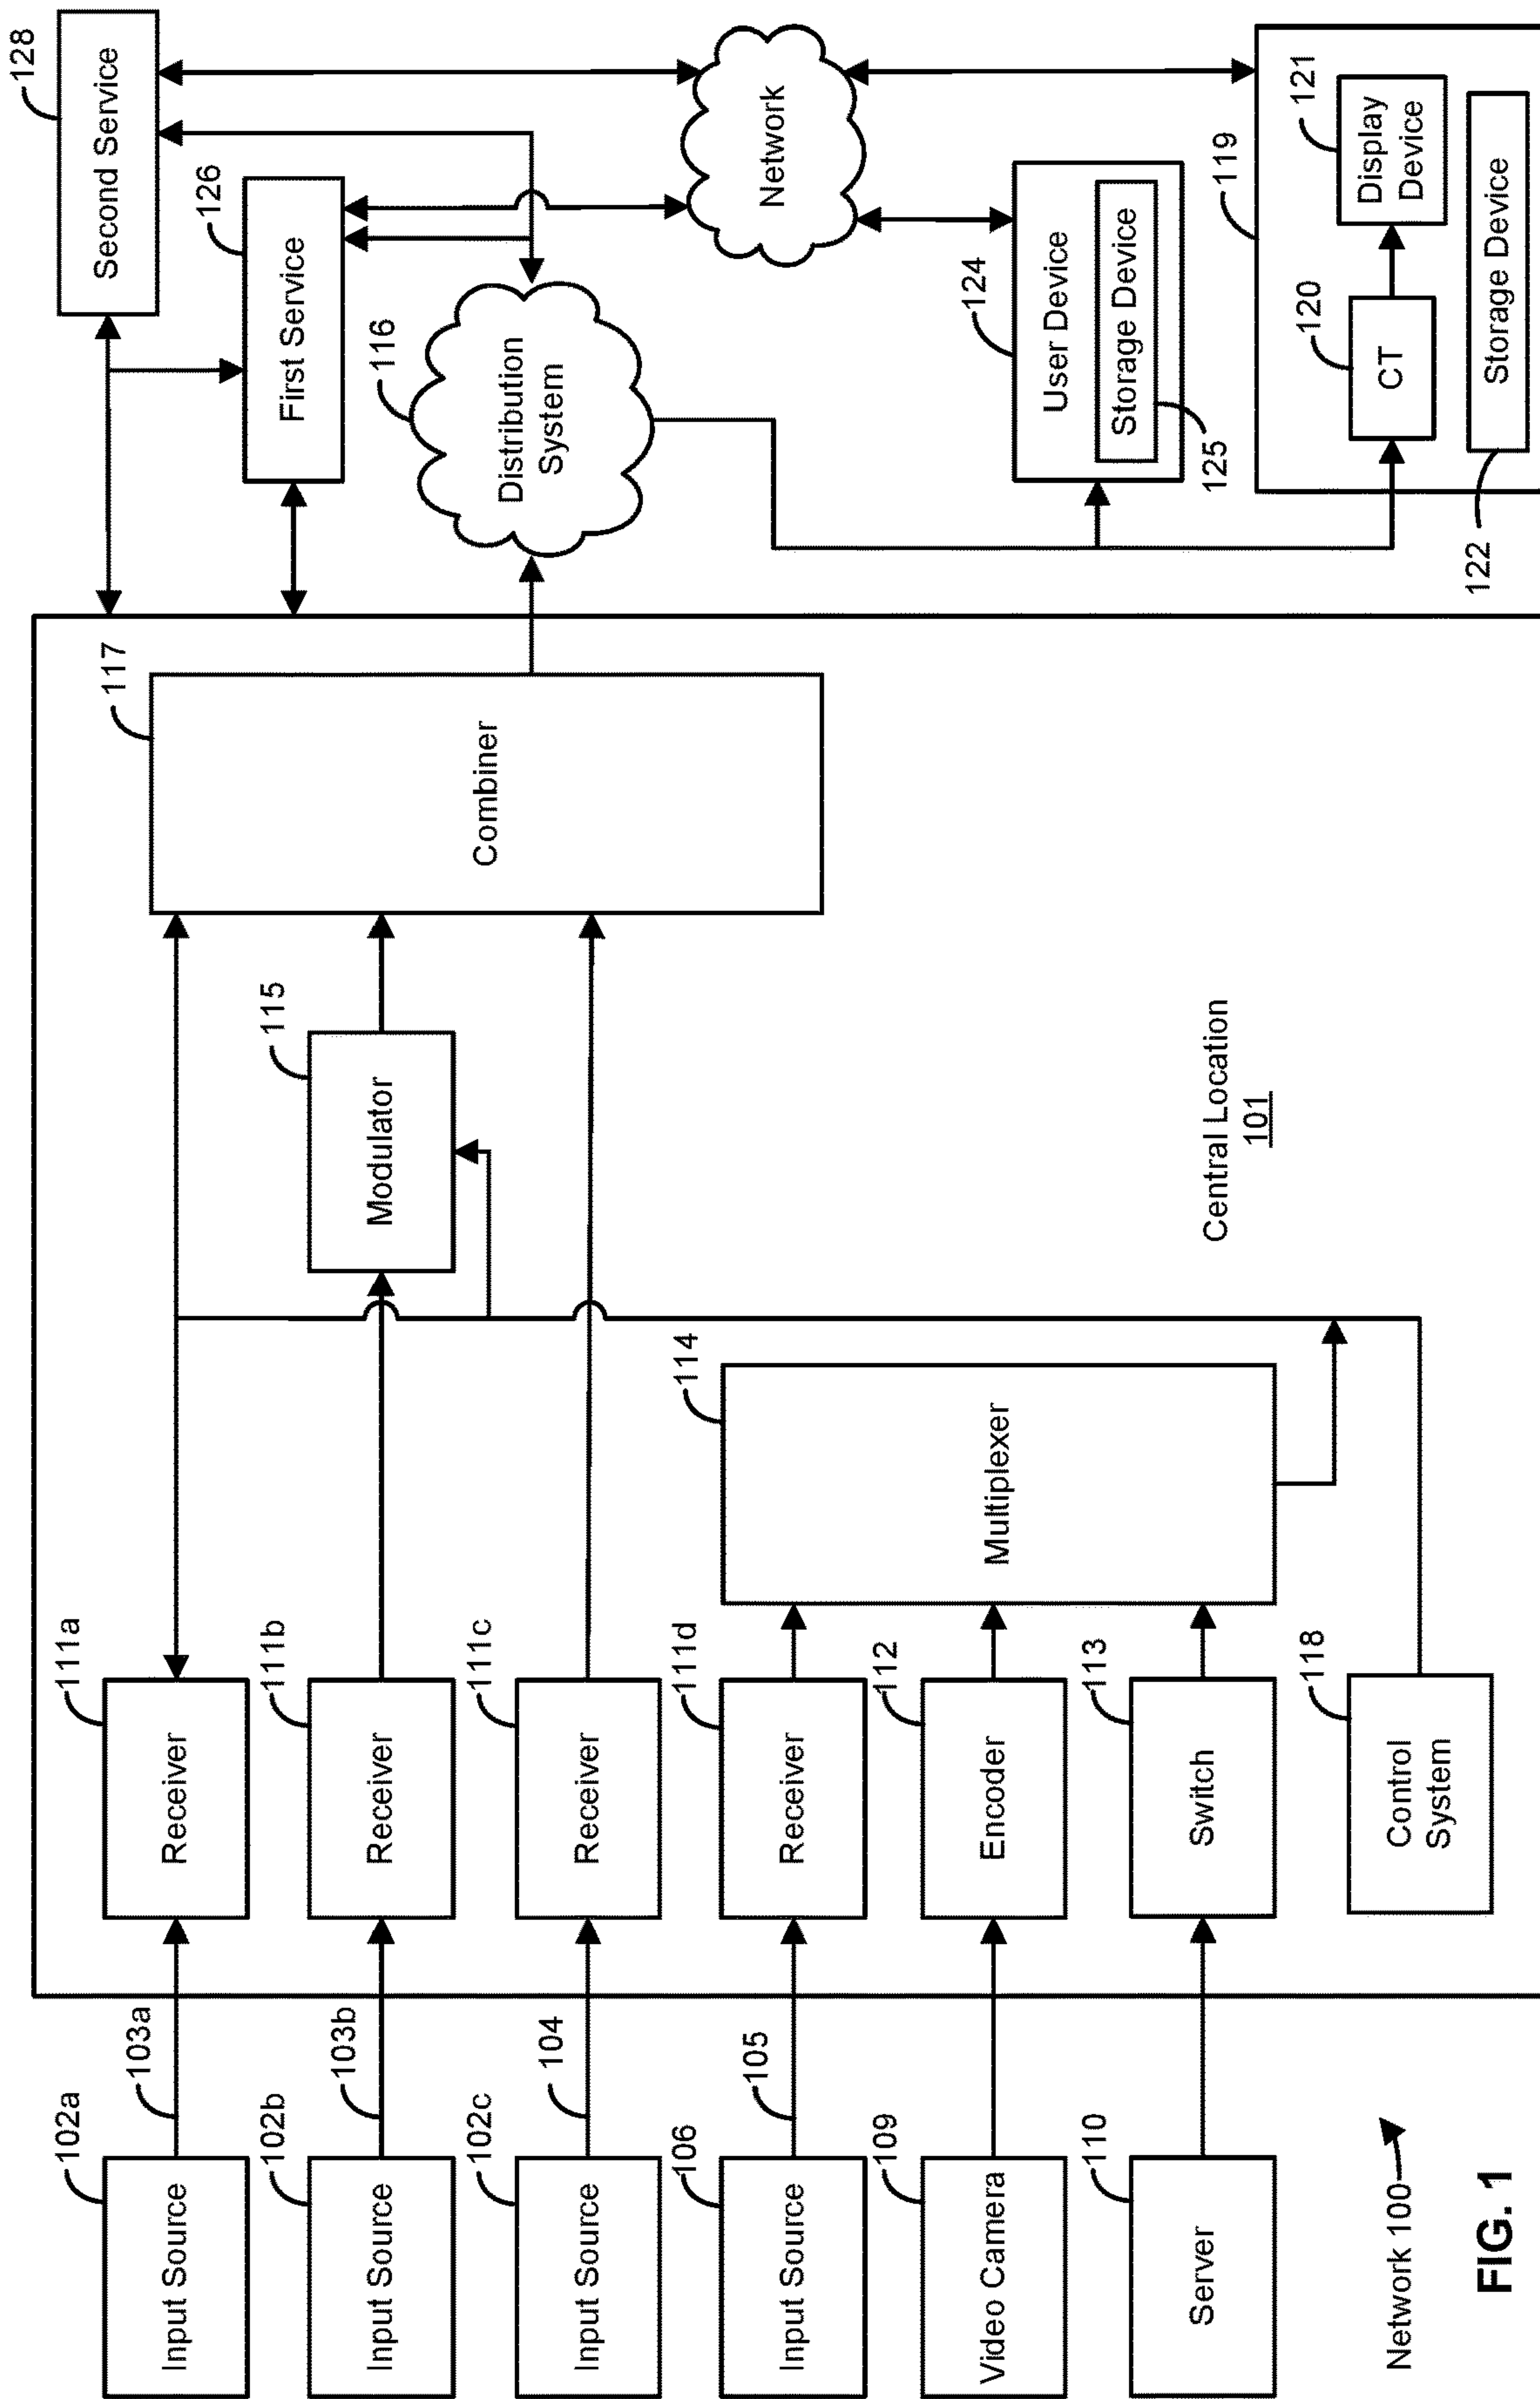 102a
Input Source
103a
111a
Receiver
102b
Input Source
103b
111b
Receiver
102c
Input Source
104
111c
Receiver
106
Input Source
105
111d
Receiver
109
Video Camera
112
Encoder
110
Server
113
Switch
118
Control
System
114
Multiplexer
115
Modulator
117
Combiner
Central Location
101
128
Second Service
126
First Service
116
Distribution
System
Network
124
User Device
Storage Device
125
119
121
Display
Device
120
CT
Storage Device
122
Network 100
FIG. 1